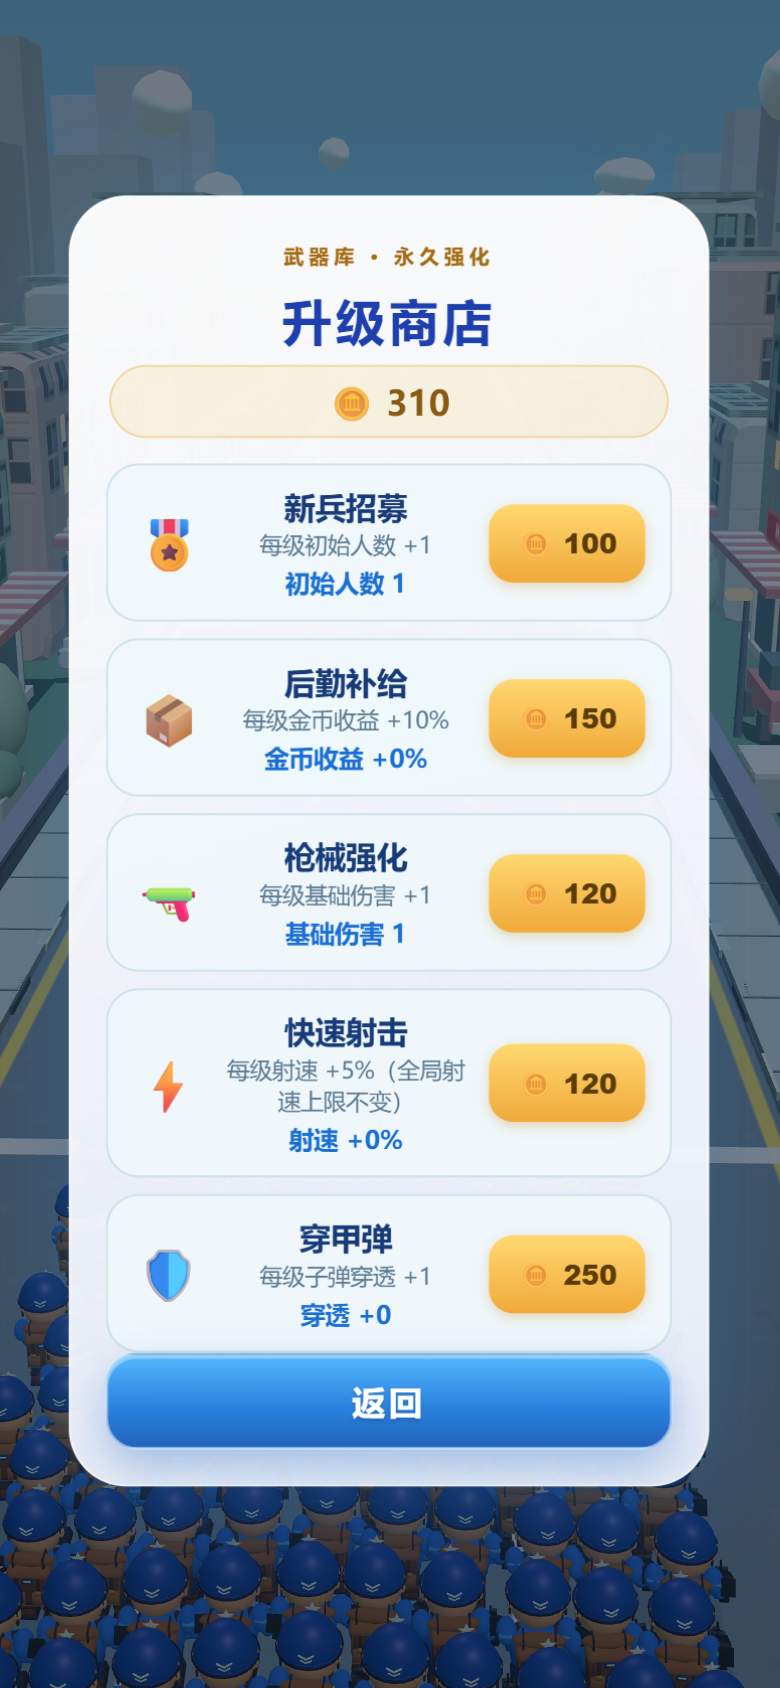 武器库 · 永久强化
升级商店
310
新兵招募
每级初始人数 +1
初始人数 1
100
后勤补给
每级金币收益 +10%
金币收益 +0%
150
枪械强化
每级基础伤害 +1
基础伤害 1
120
快速射击
每级射速 +5%（全局射
速上限不变）
射速 +0%
120
穿甲弹
每级子弹穿透 +1
穿透 +0
250
返回